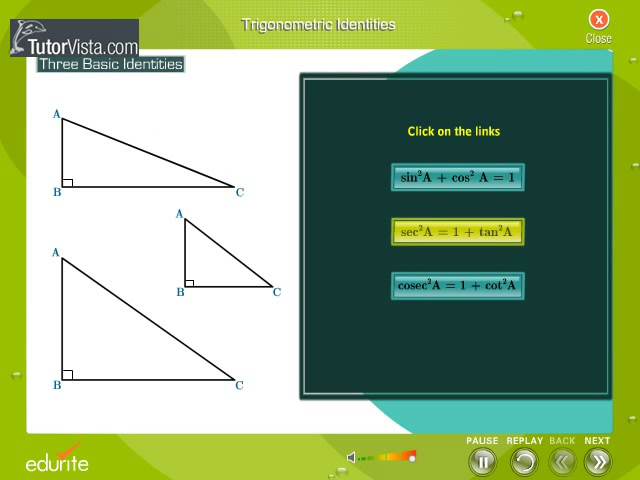 Trigonometric Identities
Close
TutorVista.com
Three Basic Identities
A
B
C
A
B
C
A
B
C
Click on the links
sin²A + cos² A = 1
sec²A = 1 + tan²A
cosec²A = 1 + cot²A
PAUSE REPLAY BACK NEXT
edurite